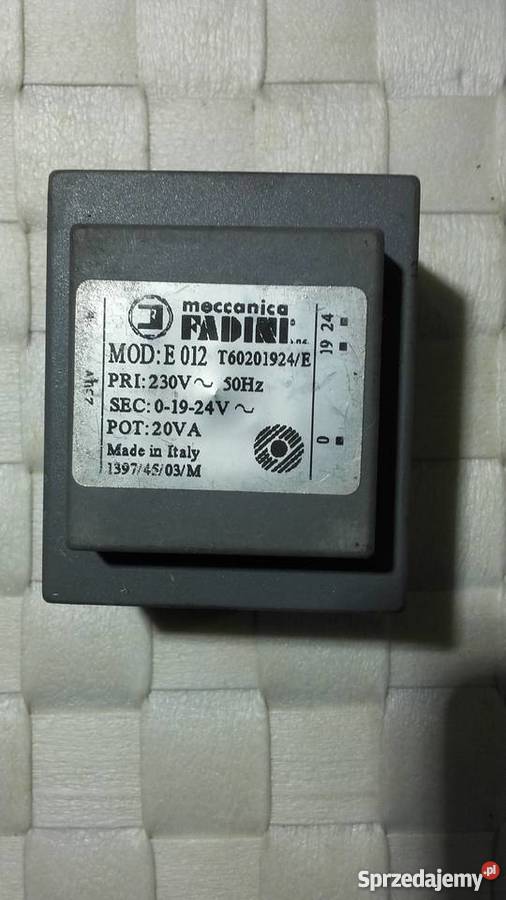 meccanica
FADINI s.n.c.
MOD: E 012 T60201924/E
PRI: 230V ~ 50Hz
SEC: 0-19-24V ~
POT: 20VA
Made in Italy
1397/45/03/M
0 19 24
Sprzedajemy.pl